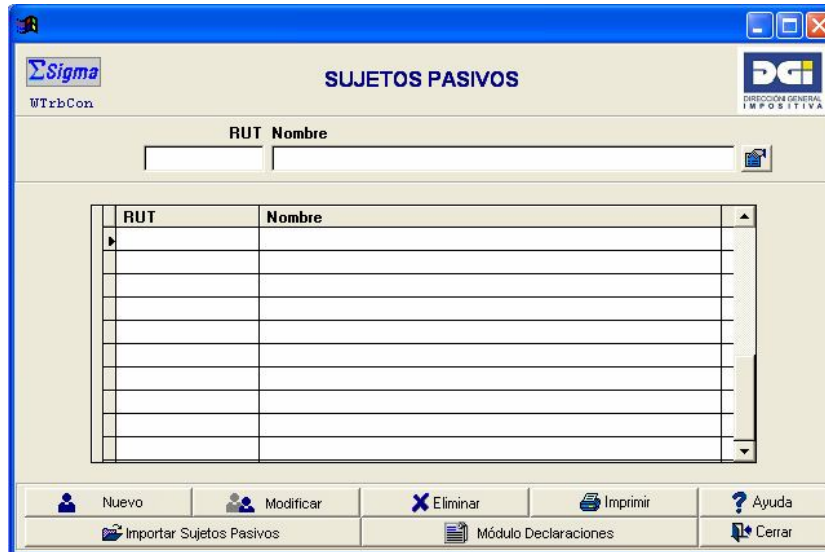 ΣSigma
WTrbCon
SUJETOS PASIVOS
DGI
DIRECCIÓN GENERAL
IMPOSITIVA
RUT Nombre
RUT Nombre
Nuevo Modificar Eliminar Imprimir Ayuda
Importar Sujetos Pasivos Módulo Declaraciones Cerrar